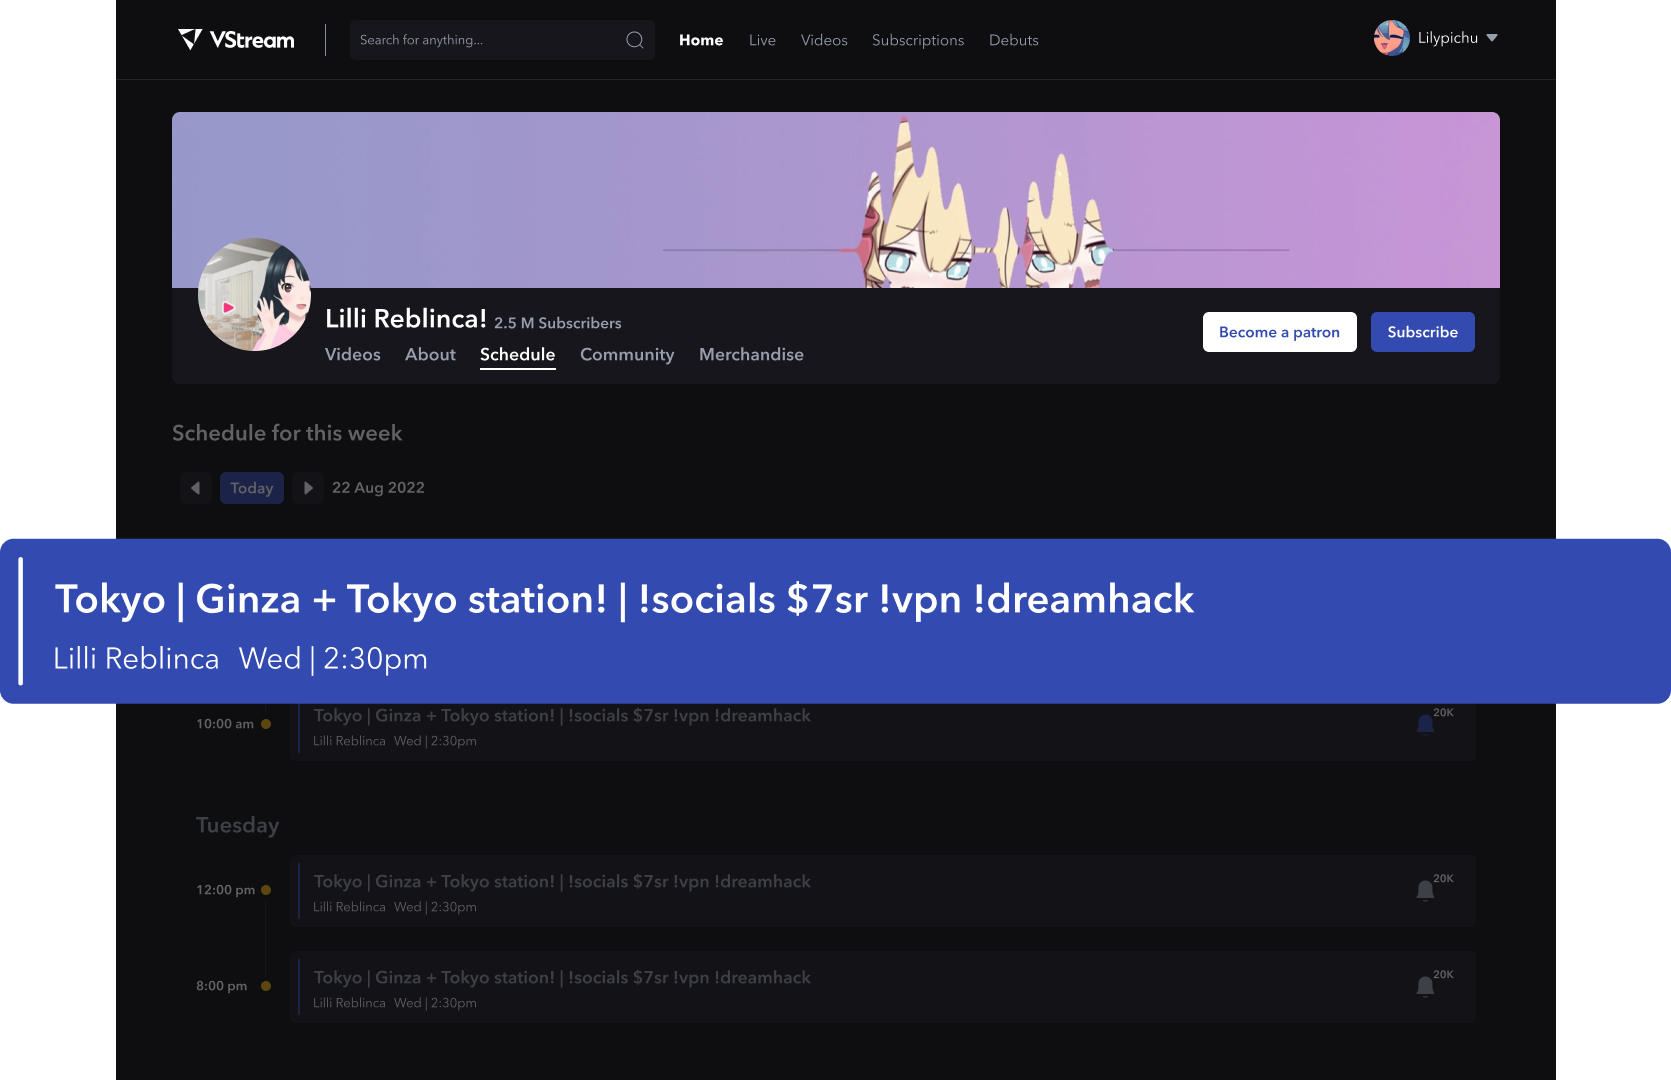 VStream
Search for anything...
Home
Live
Videos
Subscriptions
Debuts
Lilypichu
Lilli Reblinca! 2.5 M Subscribers
Videos
About
Schedule
Community
Merchandise
Become a patron
Subscribe
Schedule for this week
Today
22 Aug 2022
Tokyo | Ginza + Tokyo station! | !socials $7sr !vpn !dreamhack
Lilli Reblinca Wed | 2:30pm
10:00 am
Tokyo | Ginza + Tokyo station! | !socials $7sr !vpn !dreamhack
Lilli Reblinca Wed | 2:30pm
20K
Tuesday
12:00 pm
Tokyo | Ginza + Tokyo station! | !socials $7sr !vpn !dreamhack
Lilli Reblinca Wed | 2:30pm
20K
8:00 pm
Tokyo | Ginza + Tokyo station! | !socials $7sr !vpn !dreamhack
Lilli Reblinca Wed | 2:30pm
20K